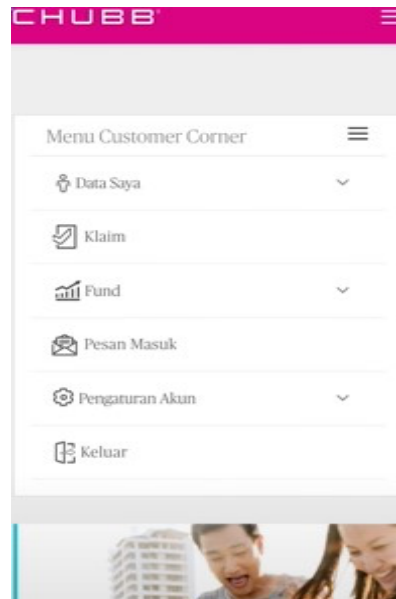 CHUBB
Menu Customer Corner
Data Saya
Klaim
Fund
Pesan Masuk
Pengaturan Akun
Keluar